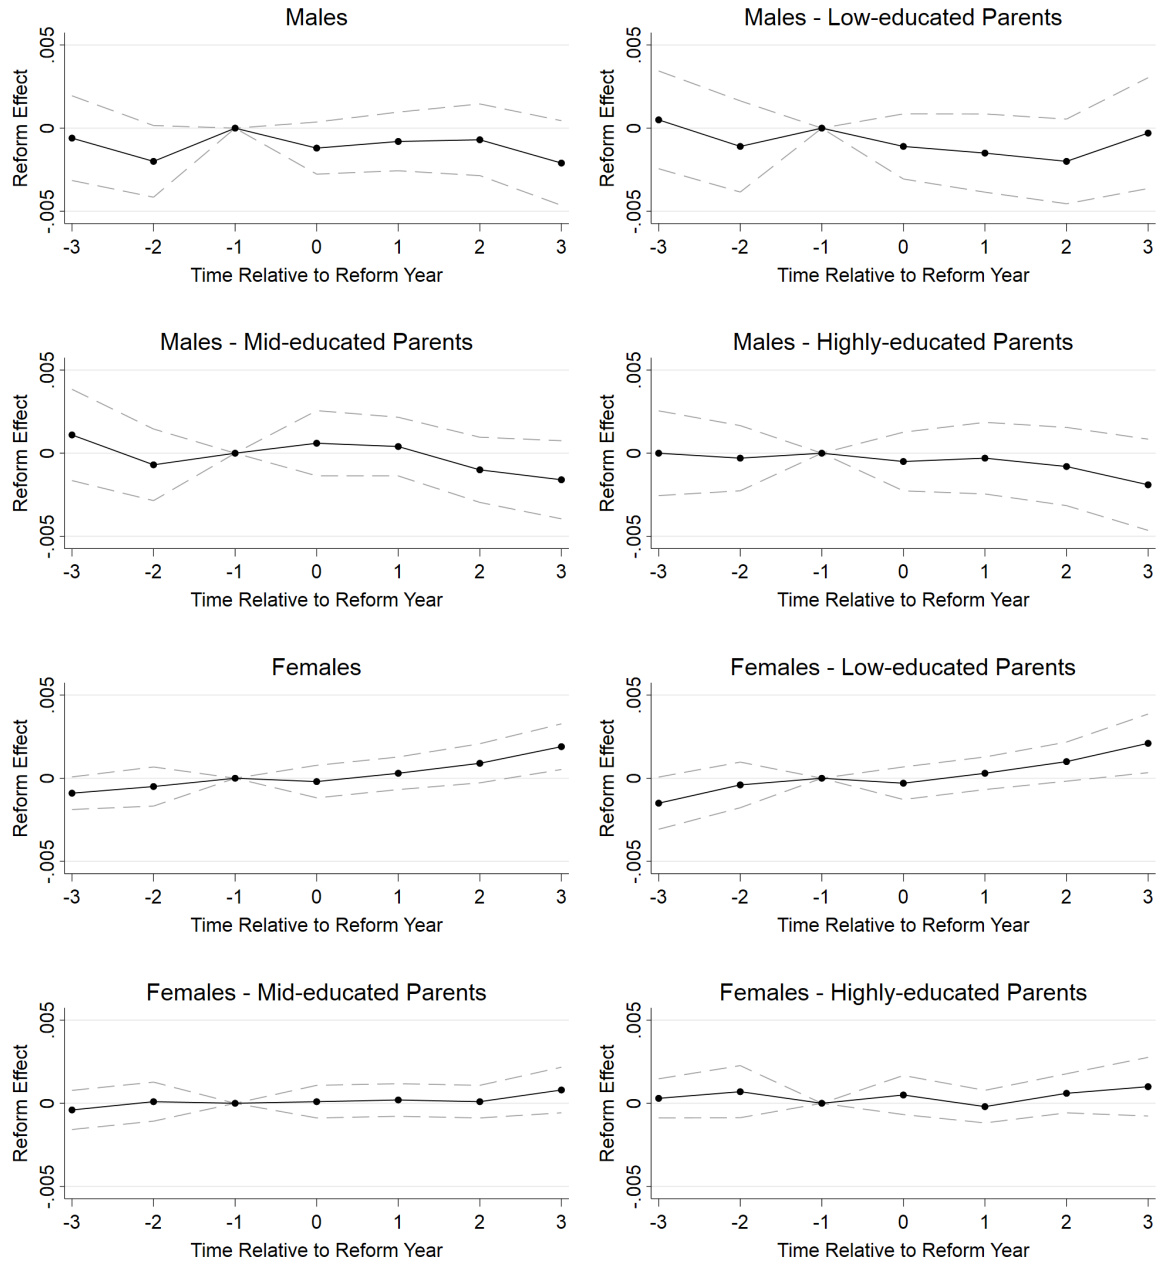 Males
Reform Effect
.005
0
-.005
-3 -2 -1 0 1 2 3
Time Relative to Reform Year
Males - Low-educated Parents
Reform Effect
.005
0
-.005
-3 -2 -1 0 1 2 3
Time Relative to Reform Year
Males - Mid-educated Parents
Reform Effect
.005
0
-.005
-3 -2 -1 0 1 2 3
Time Relative to Reform Year
Males - Highly-educated Parents
Reform Effect
.005
0
-.005
-3 -2 -1 0 1 2 3
Time Relative to Reform Year
Females
Reform Effect
.005
0
-.005
-3 -2 -1 0 1 2 3
Time Relative to Reform Year
Females - Low-educated Parents
Reform Effect
.005
0
-.005
-3 -2 -1 0 1 2 3
Time Relative to Reform Year
Females - Mid-educated Parents
Reform Effect
.005
0
-.005
-3 -2 -1 0 1 2 3
Time Relative to Reform Year
Females - Highly-educated Parents
Reform Effect
.005
0
-.005
-3 -2 -1 0 1 2 3
Time Relative to Reform Year